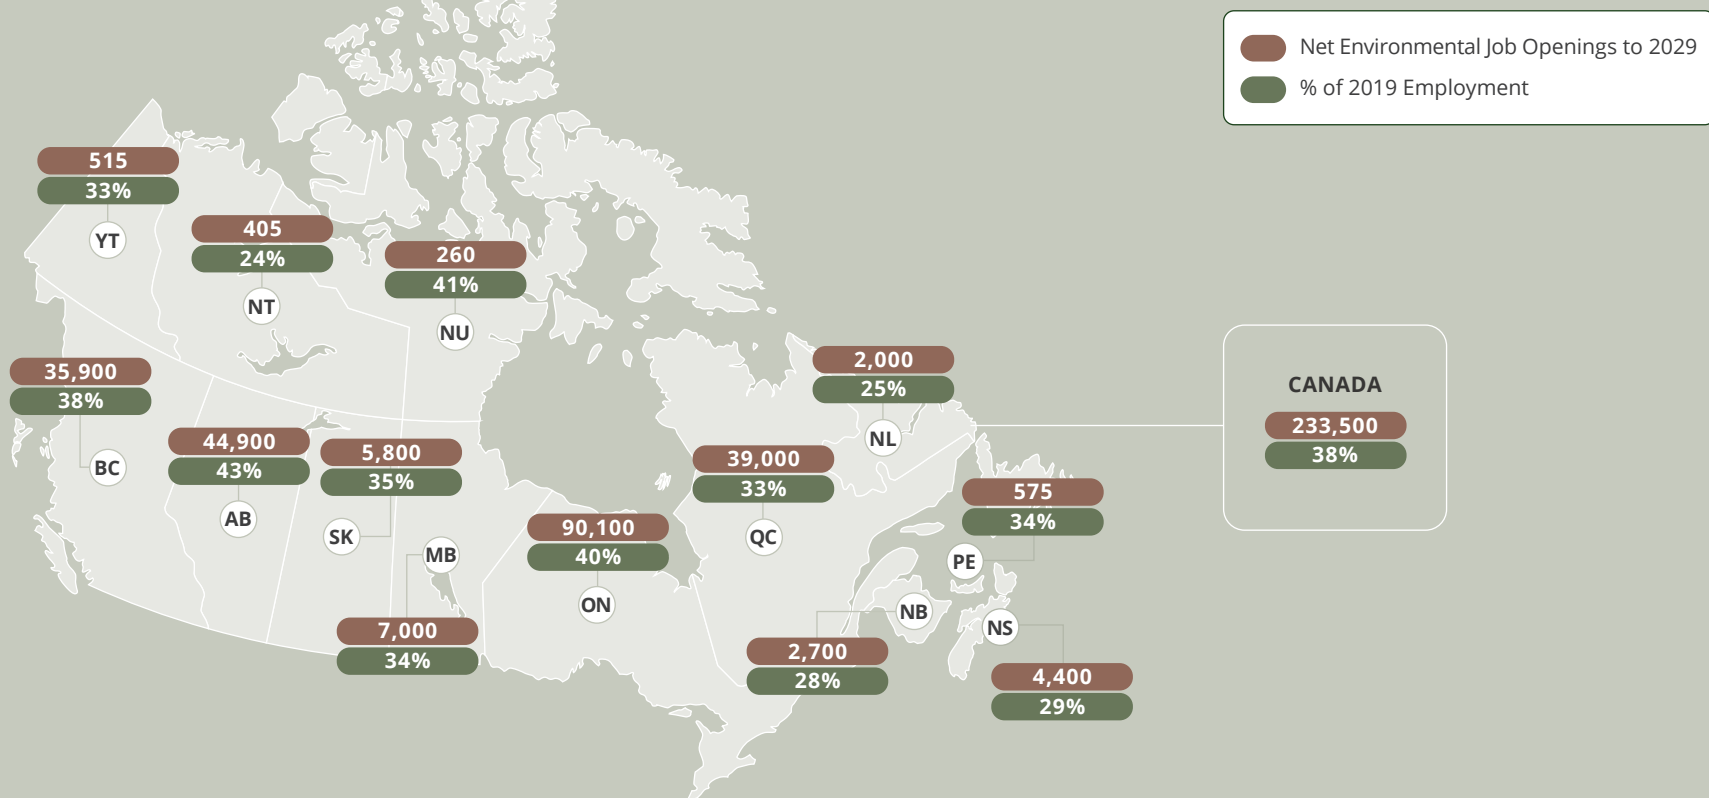 Net Environmental Job Openings to 2029
% of 2019 Employment
515
33%
YT
405
24%
NT
260
41%
NU
35,900
38%
BC
44,900
43%
AB
5,800
35%
SK
MB
7,000
34%
90,100
40%
ON
39,000
33%
QC
2,000
25%
NL
575
34%
PE
NB
2,700
28%
NS
4,400
29%
CANADA
233,500
38%